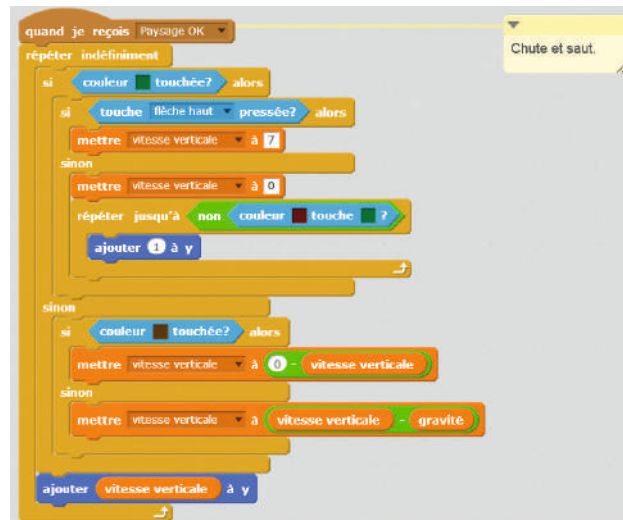 quand je reçois Paysage OK
répéter indéfiniment
si couleur touchée? alors
si touche flèche haut pressée? alors
mettre vitesse verticale à 7
sinon
mettre vitesse verticale à 0
répéter jusqu'à non couleur touche ?
ajouter 1 à y
sinon
si couleur touchée? alors
mettre vitesse verticale à 0 - vitesse verticale
sinon
mettre vitesse verticale à vitesse verticale - gravité
ajouter vitesse verticale à y
Chute et saut.